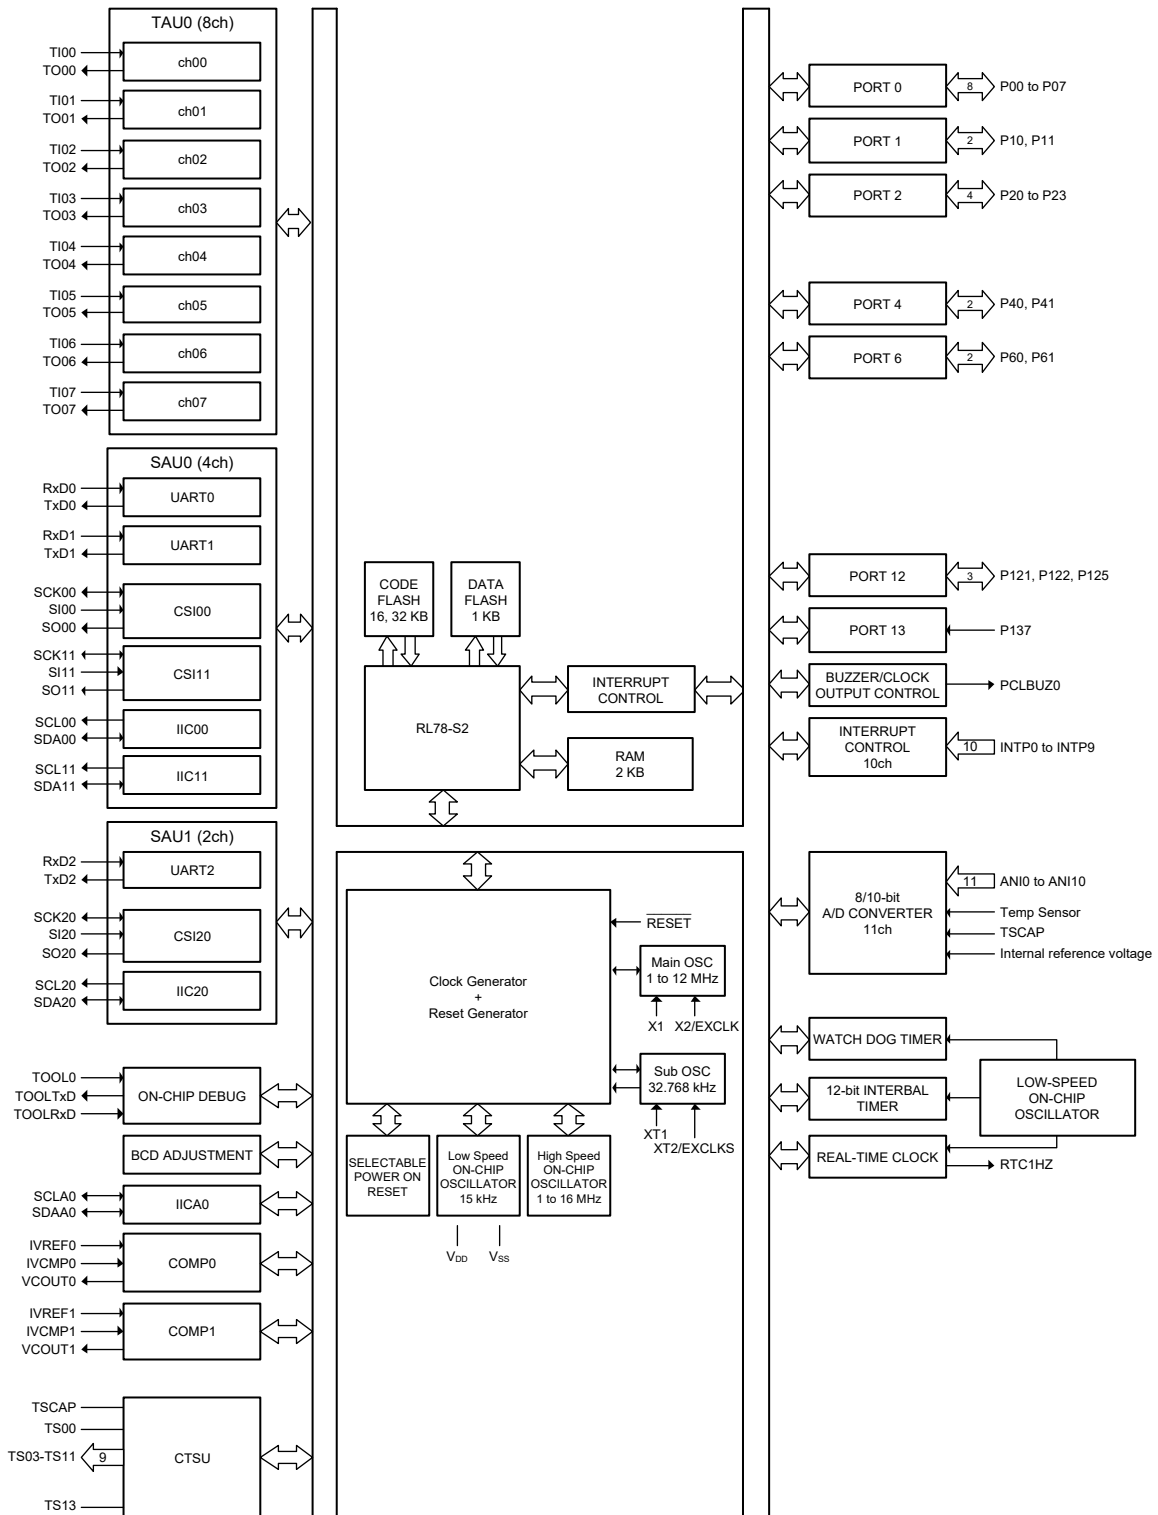 TAU0 (8ch)
TI00
TO00
ch00
TI01
TO01
ch01
TI02
TO02
ch02
TI03
TO03
ch03
TI04
TO04
ch04
TI05
TO05
ch05
TI06
TO06
ch06
TI07
TO07
ch07
SAU0 (4ch)
RxD0
TxD0
UART0
RxD1
TxD1
UART1
SCK00
SI00
SO00
CSI00
SCK11
SI11
SO11
CSI11
SCL00
SDA00
IIC00
SCL11
SDA11
IIC11
SAU1 (2ch)
RxD2
TxD2
UART2
SCK20
SI20
SO20
CSI20
SCL20
SDA20
IIC20
TOOL0
TOOLTxD
TOOLRxD
ON-CHIP DEBUG
BCD ADJUSTMENT
SCLA0
SDAA0
IICA0
IVREF0
IVCMP0
VCOUT0
COMP0
IVREF1
IVCMP1
VCOUT1
COMP1
TSCAP
TS00
TS03-TS11
9
TS13
CTSU
CODE
FLASH
16, 32 KB
DATA
FLASH
1 KB
RL78-S2
INTERRUPT
CONTROL
RAM
2 KB
Clock Generator
+
Reset Generator
RESET
Main OSC
1 to 12 MHz
X1
X2/EXCLK
Sub OSC
32.768 kHz
XT1
XT2/EXCLKS
SELECTABLE
POWER ON
RESET
Low Speed
ON-CHIP
OSCILLATOR
15 kHz
High Speed
ON-CHIP
OSCILLATOR
1 to 16 MHz
VDD
VSS
PORT 0
8
P00 to P07
PORT 1
2
P10, P11
PORT 2
4
P20 to P23
PORT 4
2
P40, P41
PORT 6
2
P60, P61
PORT 12
3
P121, P122, P125
PORT 13
P137
BUZZER/CLOCK
OUTPUT CONTROL
PCLBUZ0
INTERRUPT
CONTROL
10ch
10
INTP0 to INTP9
8/10-bit
A/D CONVERTER
11ch
11
ANI0 to ANI10
Temp Sensor
TSCAP
Internal reference voltage
WATCH DOG TIMER
12-bit INTERBAL
TIMER
REAL-TIME CLOCK
LOW-SPEED
ON-CHIP
OSCILLATOR
RTC1HZ